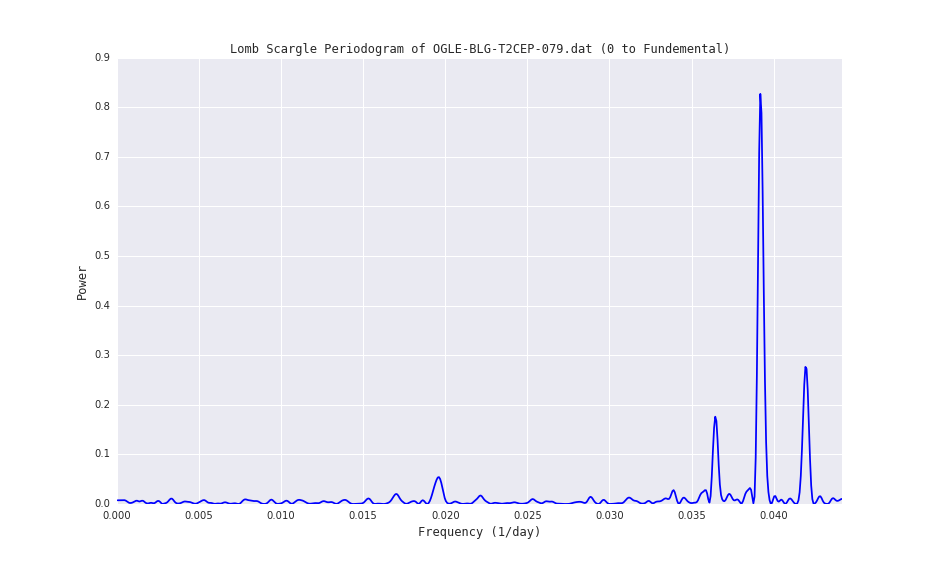 Lomb Scargle Periodogram of OGLE-BLG-T2CEP-079.dat (0 to Fundemental)
0.9
0.8
0.7
0.6
0.5
0.4
0.3
0.2
0.1
0.0
Power
0.000 0.005 0.010 0.015 0.020 0.025 0.030 0.035 0.040
Frequency (1/day)